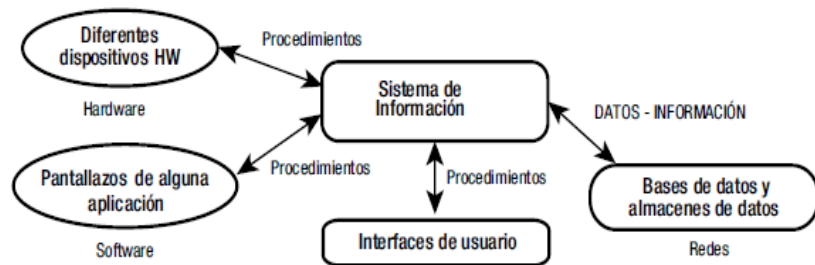 Diferentes
dispositivos HW
Procedimientos
Hardware
Sistema de
Información
DATOS - INFORMACIÓN
Pantallazos de alguna
aplicación
Procedimientos
Software
Procedimientos
Interfaces de usuario
Bases de datos y
almacenes de datos
Redes